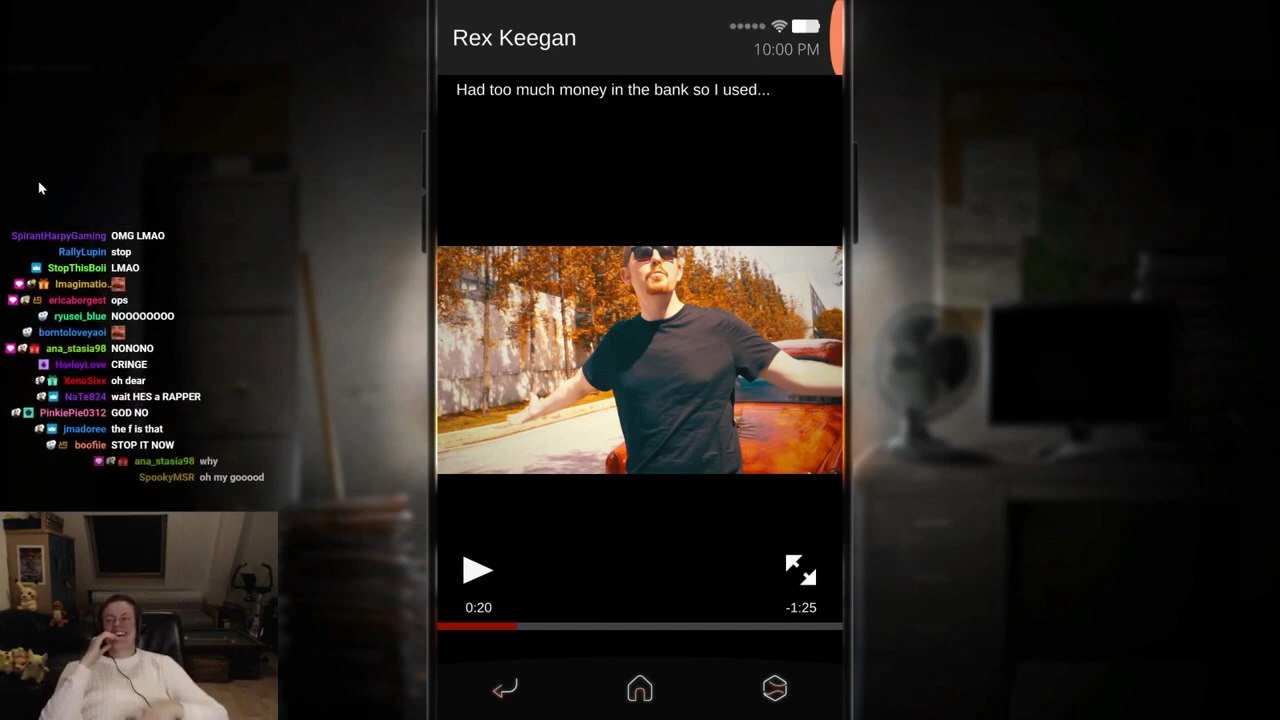 Rex Keegan
10:00 PM
Had too much money in the bank so I used...
SpirantHarpyGaming OMG LMAO
RallyLupin stop
StopThisBoii LMAO
Imaginatio..
ericaborgest ops
ryusei_blue NOOOOOOOO
borntoloveyaoi
ana_stasia98 NONONO
HarleyLove CRINGE
XenoSixx oh dear
NaTe824 wait HES a RAPPER
PinkiePie0312 GOD NO
jmadoree the f is that
boofiie STOP IT NOW
ana_stasia98 why
SpookyMSR oh my gooood
0:20
-1:25